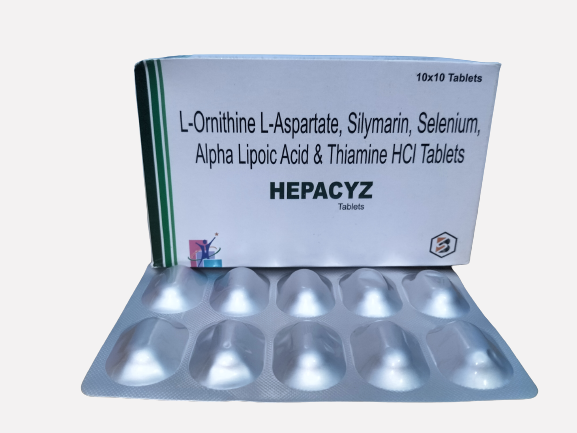 10x10 Tablets
L-Ornithine L-Aspartate, Silymarin, Selenium,
Alpha Lipoic Acid & Thiamine HCl Tablets
HEPACYZ
Tablets